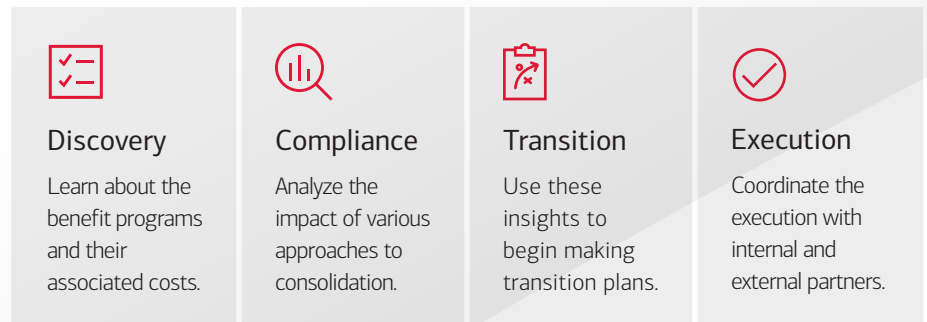 Discovery
Learn about the
benefit programs
and their
associated costs.
Compliance
Analyze the
impact of various
approaches to
consolidation.
Transition
Use these
insights to
begin making
transition plans.
Execution
Coordinate the
execution with
internal and
external partners.